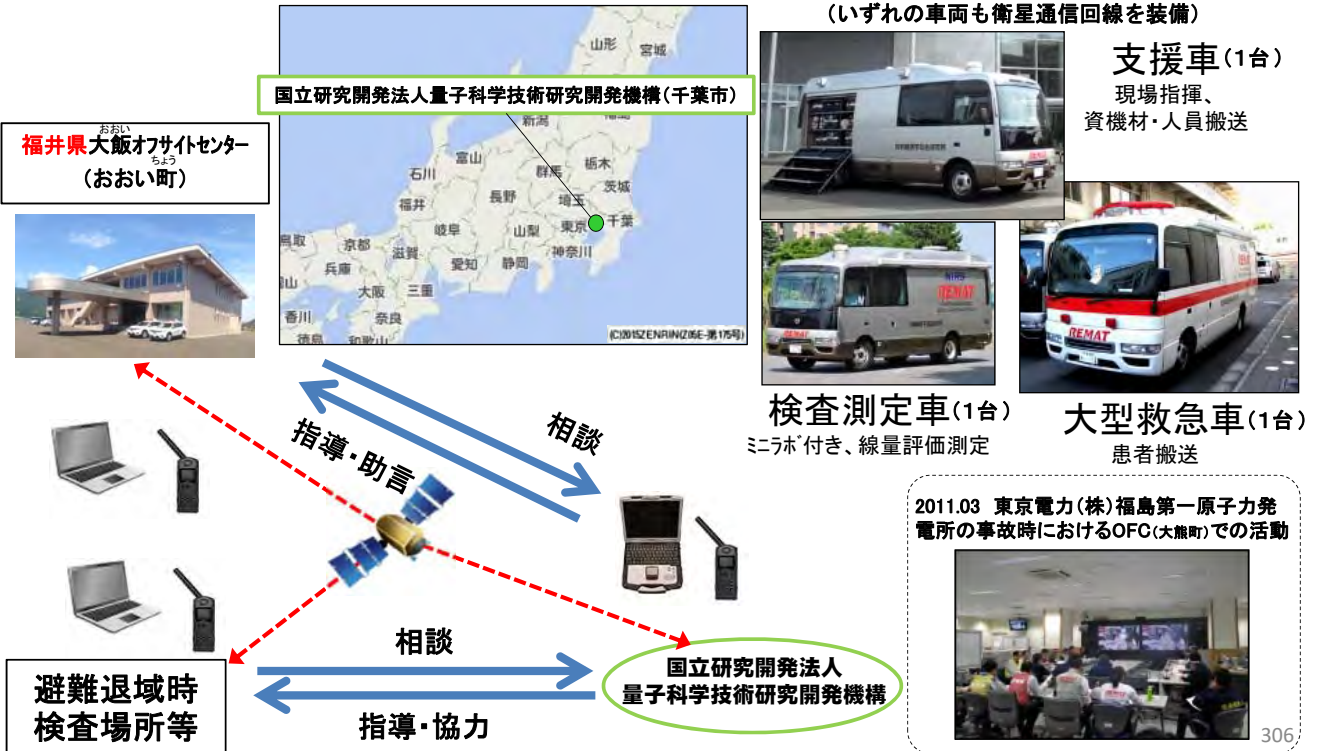 (いずれの車両も衛星通信回線を装備)
支援車(1台)
現場指揮、
資機材・人員搬送
国立研究開発法人量子科学技術研究開発機構(千葉市)
おおい
福井県大飯オフサイトセンター
ちょう
(おおい町)
山形
宮城
新潟
福島
富山
石川
群馬
栃木
茨城
長野
埼玉
福井
岐阜
山梨
東京
千葉
神奈川
鳥取
京都
滋賀
愛知
静岡
兵庫
大阪
三重
香川
奈良
徳島
和歌山
(C)2015ZENRIN(Z05E-第175号)
REMAT
NIRS
REMAT
REMAT
検査測定車(1台)
ミニラボ付き、線量評価測定
大型救急車(1台)
患者搬送
相談
指導・助言
2011.03 東京電力(株)福島第一原子力発
電所の事故時におけるOFC(大熊町)での活動
相談
指導・協力
避難退域時
検査場所等
国立研究開発法人
量子科学技術研究開発機構
306